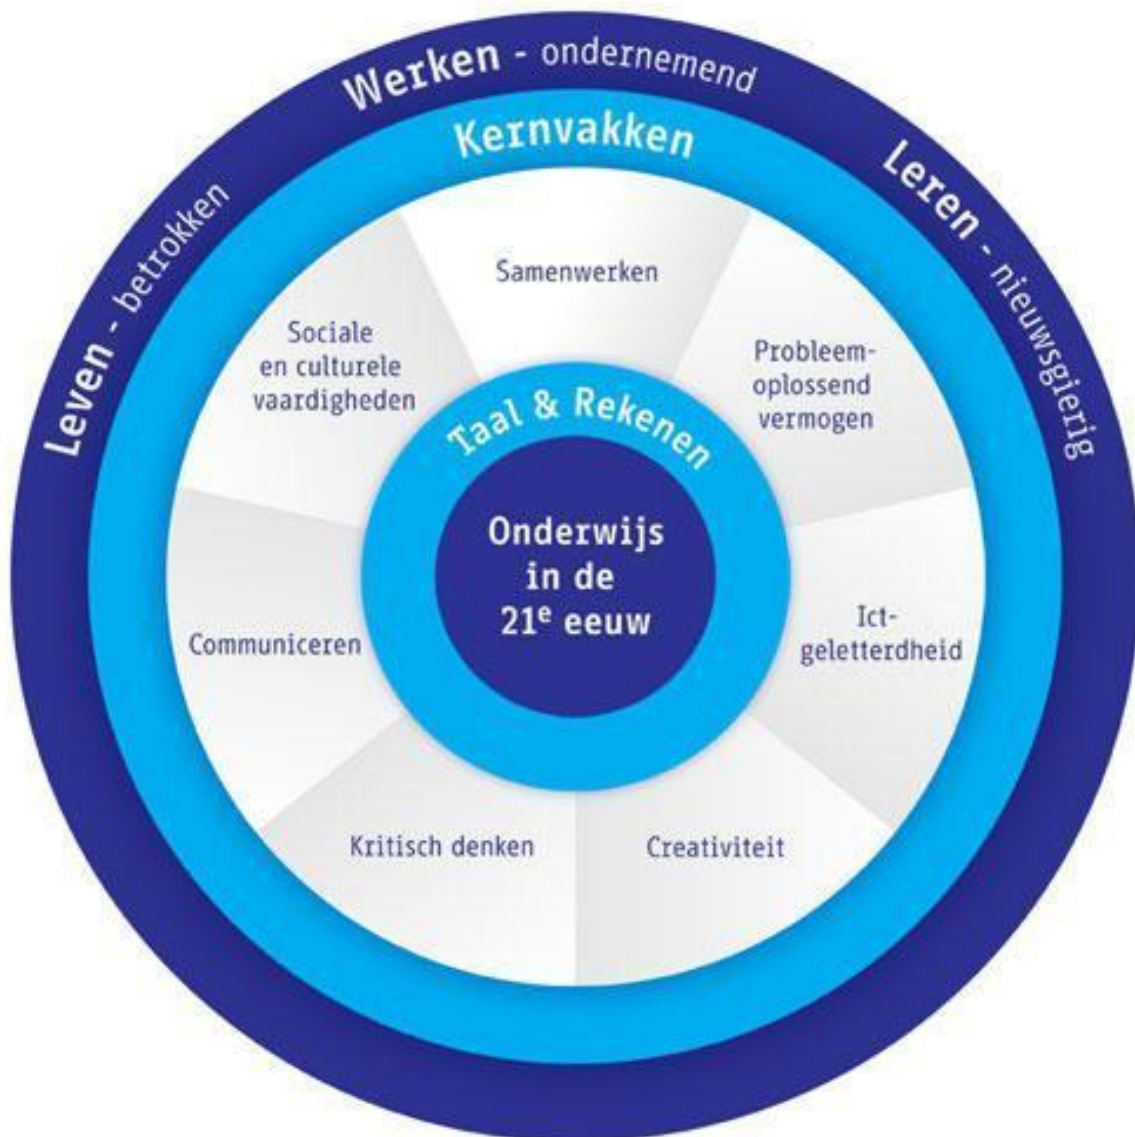 Leven - betrokken
Werken - ondernemend
Leren - nieuwsgierig
Kernvakken
Samenwerken
Sociale
en culturele
vaardigheden
Probleem-
oplossend
vermogen
Taal & Rekenen
Onderwijs
in de
21e eeuw
Communiceren
Ict-
geletterdheid
Kritisch denken
Creativiteit